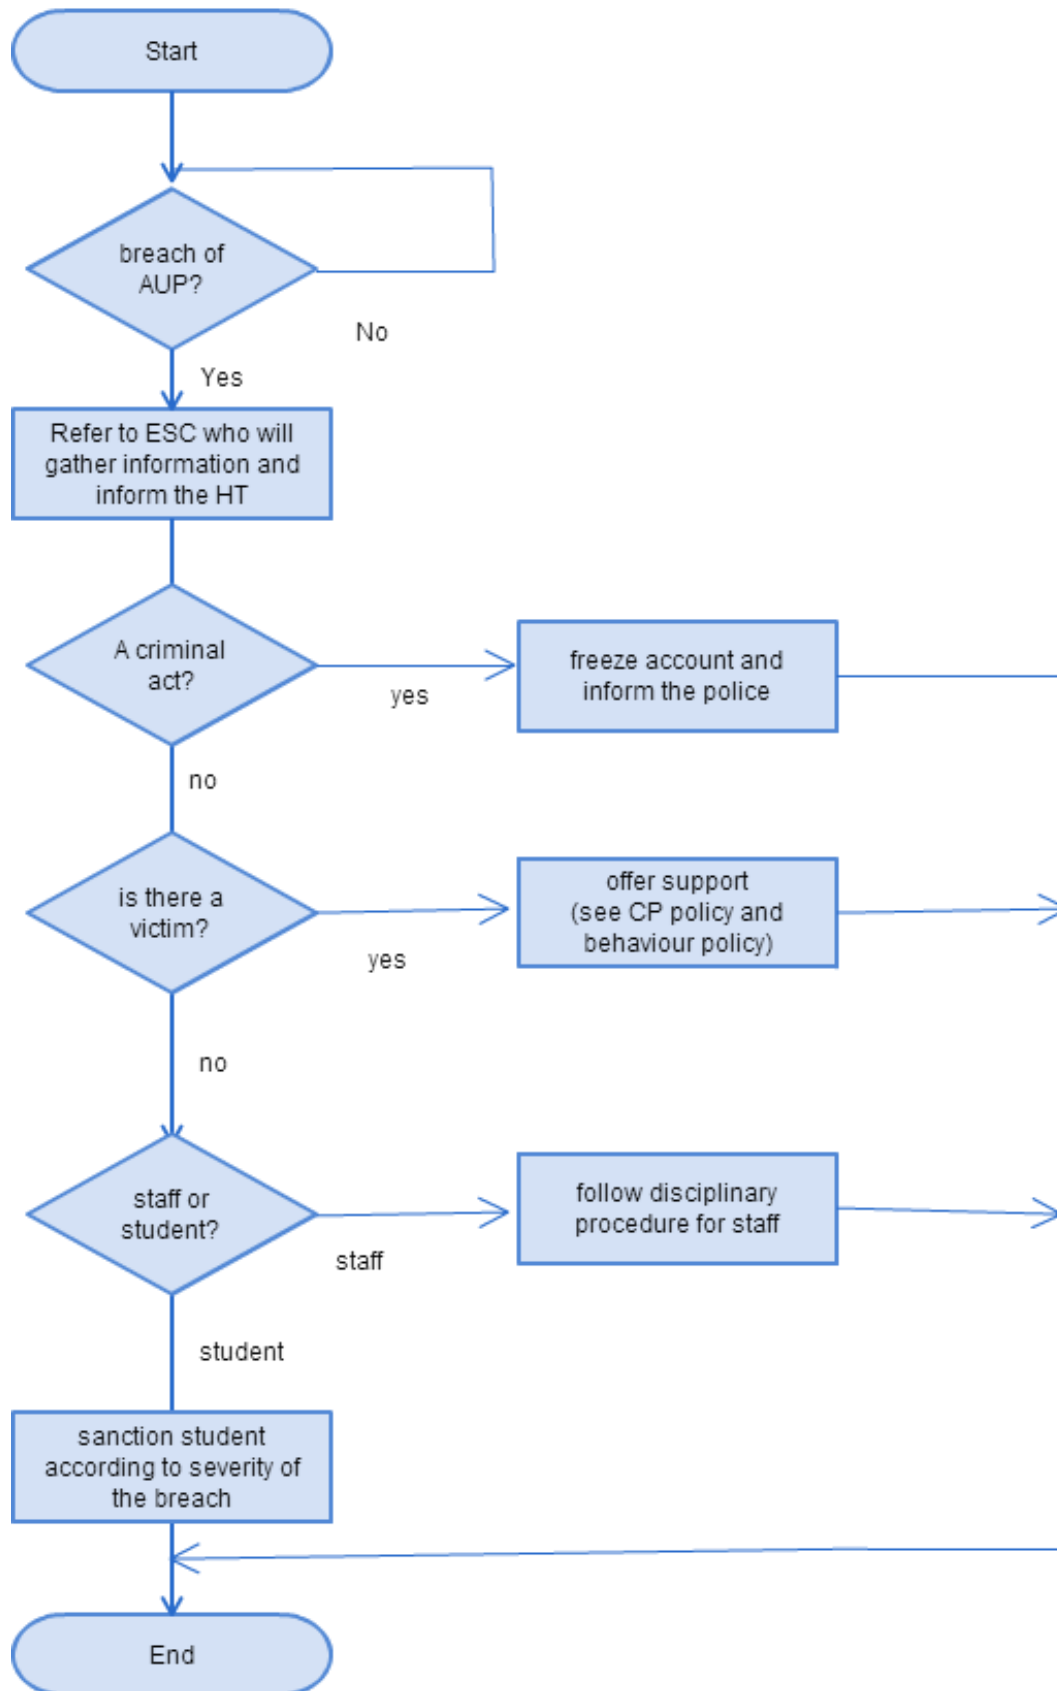 Start
breach of
AUP?
No
Yes
Refer to ESC who will
gather information and
inform the HT
A criminal
act?
yes
freeze account and
inform the police
no
is there a
victim?
yes
offer support
(see CP policy and
behaviour policy)
no
staff or
student?
staff
follow disciplinary
procedure for staff
student
sanction student
according to severity of
the breach
End